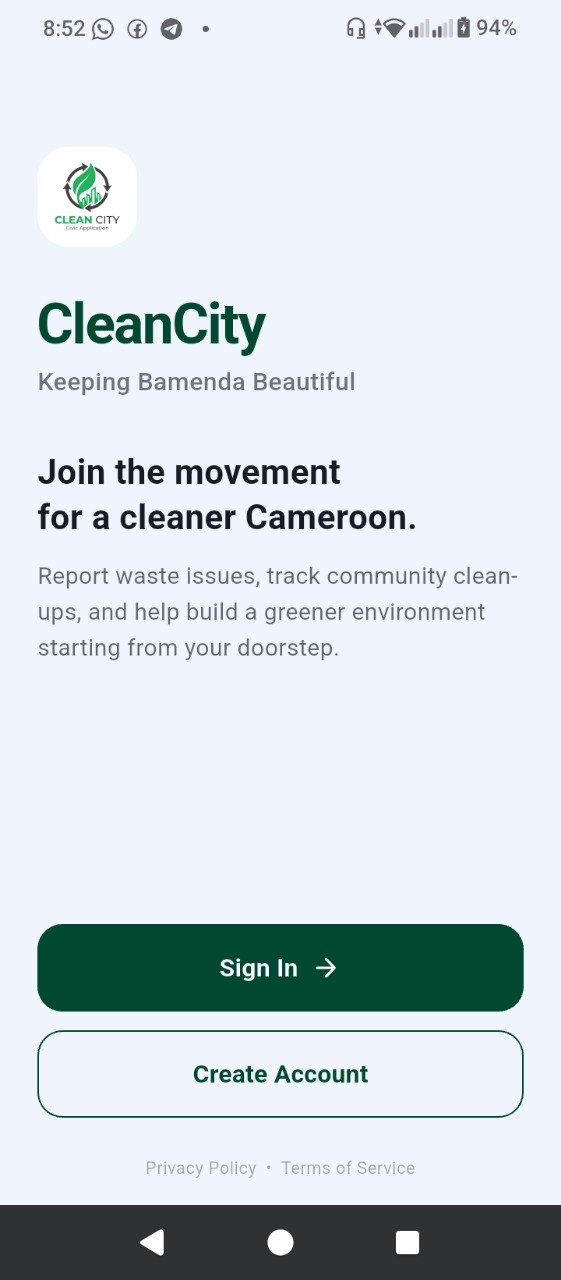 8:52
94%
CLEAN CITY
Civic Application
CleanCity
Keeping Bamenda Beautiful
Join the movement
for a cleaner Cameroon.
Report waste issues, track community clean-
ups, and help build a greener environment
starting from your doorstep.
Sign In
Create Account
Privacy Policy • Terms of Service